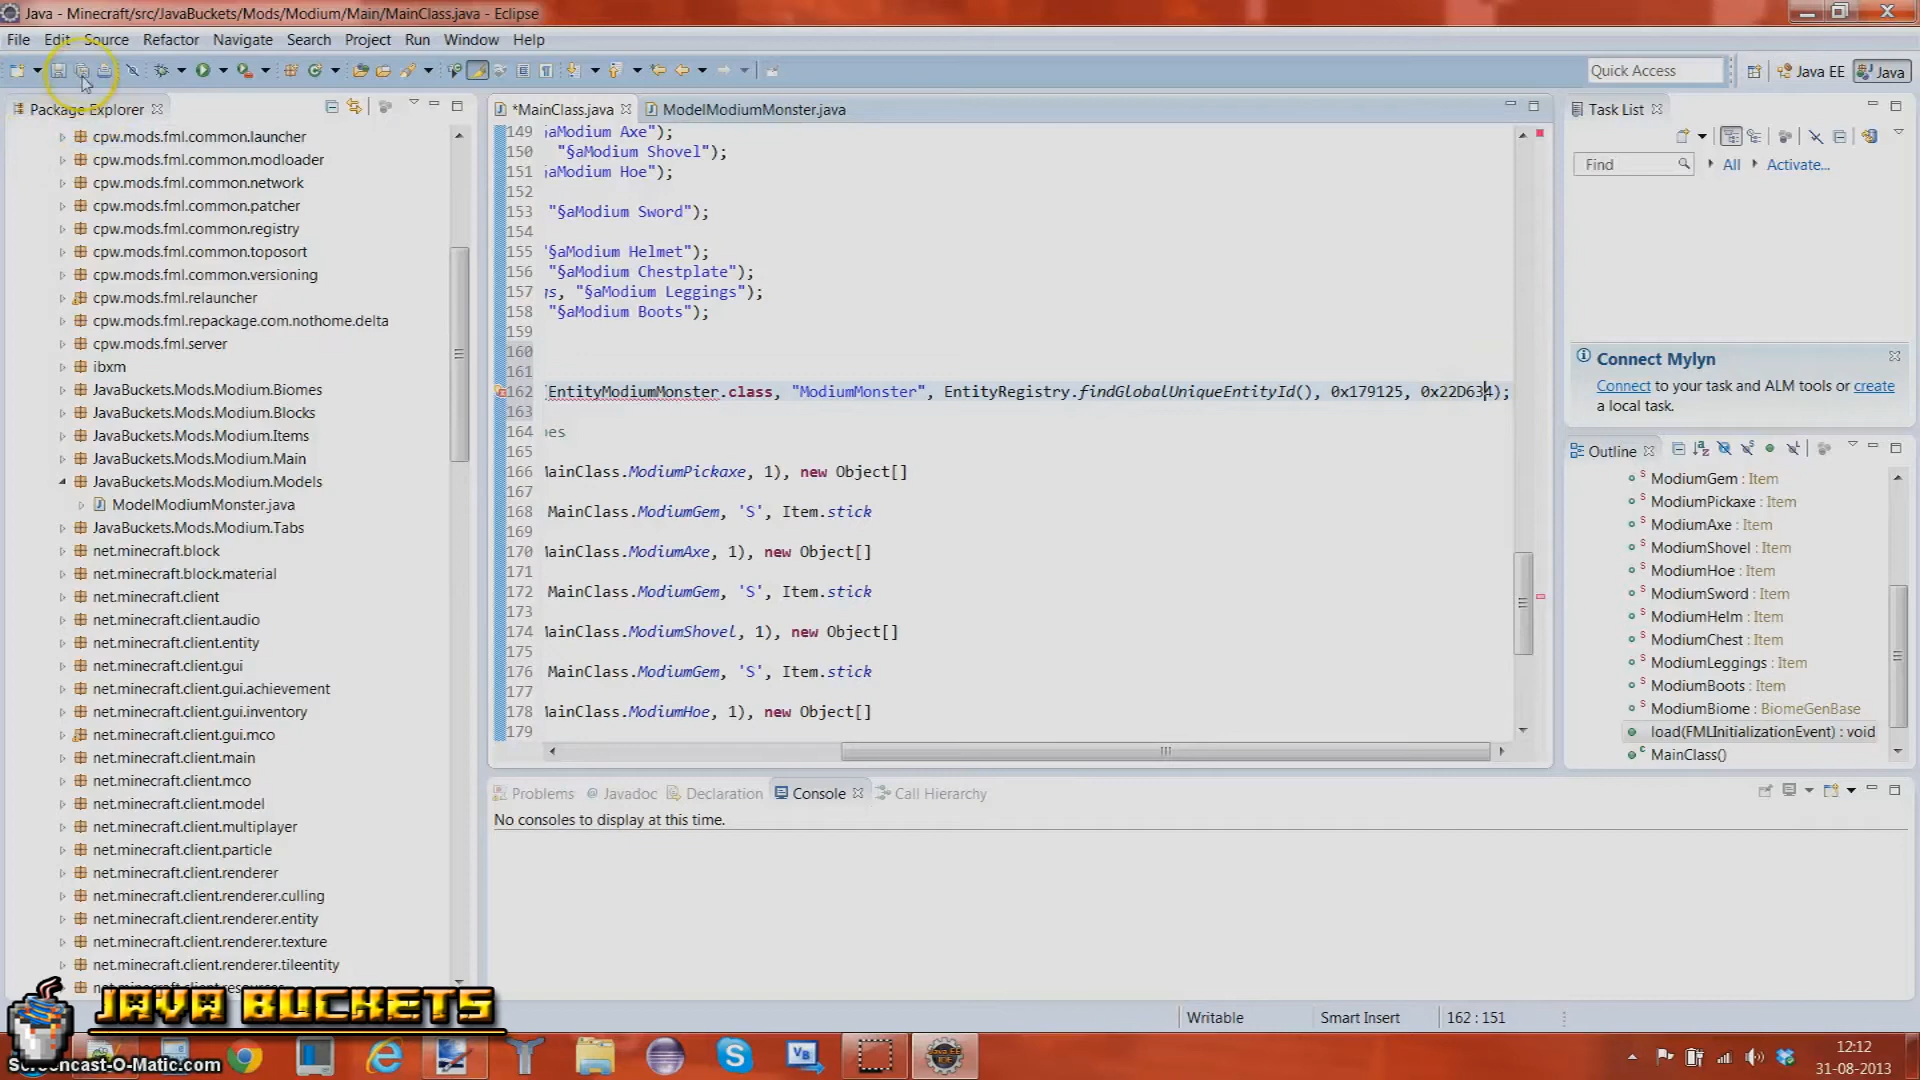 Java - Minecraft/src/JavaBuckets/Mods/Modium/Main/MainClass.java - Eclipse
File Edit Source Refactor Navigate Search Project Run Window Help
Quick Access
Java EE
Java
Package Explorer
cpw.mods.fml.common.launcher
cpw.mods.fml.common.modloader
cpw.mods.fml.common.network
cpw.mods.fml.common.patcher
cpw.mods.fml.common.registry
cpw.mods.fml.common.toposort
cpw.mods.fml.common.versioning
cpw.mods.fml.relauncher
cpw.mods.fml.repackage.com.nothome.delta
cpw.mods.fml.server
ibxm
JavaBuckets.Mods.Modium.Biomes
JavaBuckets.Mods.Modium.Blocks
JavaBuckets.Mods.Modium.Items
JavaBuckets.Mods.Modium.Main
JavaBuckets.Mods.Modium.Models
ModelModiumMonster.java
JavaBuckets.Mods.Modium.Tabs
net.minecraft.block
net.minecraft.block.material
net.minecraft.client
net.minecraft.client.audio
net.minecraft.client.entity
net.minecraft.client.gui
net.minecraft.client.gui.achievement
net.minecraft.client.gui.inventory
net.minecraft.client.gui.mco
net.minecraft.client.main
net.minecraft.client.mco
net.minecraft.client.model
net.minecraft.client.multiplayer
net.minecraft.client.particle
net.minecraft.client.renderer
net.minecraft.client.renderer.culling
net.minecraft.client.renderer.entity
net.minecraft.client.renderer.texture
net.minecraft.client.renderer.tileentity
*MainClass.java
ModelModiumMonster.java
149 aModium Axe");
150 "§aModium Shovel");
151 aModium Hoe");
152
153 "§aModium Sword");
154
155 "§aModium Helmet");
156 "§aModium Chestplate");
157 s, "§aModium Leggings");
158 "§aModium Boots");
159
160
161
162 EntityModiumMonster.class, "ModiumMonster", EntityRegistry.findGlobalUniqueEntityId(), 0x179125, 0x22D634);
163
164 es
165
166 MainClass.ModiumPickaxe, 1), new Object[]
167
168 MainClass.ModiumGem, 'S', Item.stick
169
170 MainClass.ModiumAxe, 1), new Object[]
171
172 MainClass.ModiumGem, 'S', Item.stick
173
174 MainClass.ModiumShovel, 1), new Object[]
175
176 MainClass.ModiumGem, 'S', Item.stick
177
178 MainClass.ModiumHoe, 1), new Object[]
179
Problems Javadoc Declaration Console Call Hierarchy
No consoles to display at this time.
Task List
Find All Activate...
Connect Mylyn
Connect to your task and ALM tools or create
a local task.
Outline
ModiumGem : Item
ModiumPickaxe : Item
ModiumAxe : Item
ModiumShovel : Item
ModiumHoe : Item
ModiumSword : Item
ModiumHelm : Item
ModiumChest : Item
ModiumLeggings : Item
ModiumBoots : Item
ModiumBiome : BiomeGenBase
load(FMLInitializationEvent) : void
MainClass()
Writable Smart Insert 162 : 151
JAVA BUCKETS
Screencast-O-Matic.com
12:12
31-08-2013